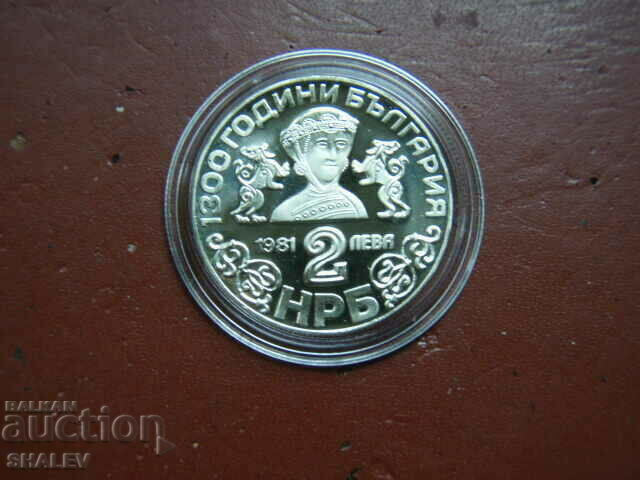 1300 ГОДИНИ БЪЛГАРИЯ
1981 2 ЛЕВА
НРБ
BALKAN
auction
SHALEV